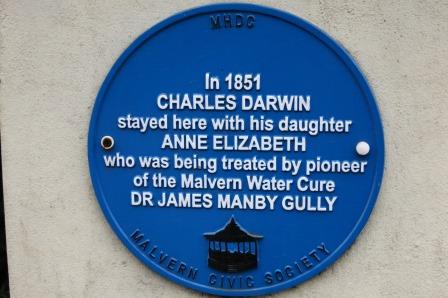 MHDC
In 1851
CHARLES DARWIN
stayed here with his daughter
ANNE ELIZABETH
who was being treated by pioneer
of the Malvern Water Cure
DR JAMES MANBY GULLY
MALVERN CIVIC SOCIETY